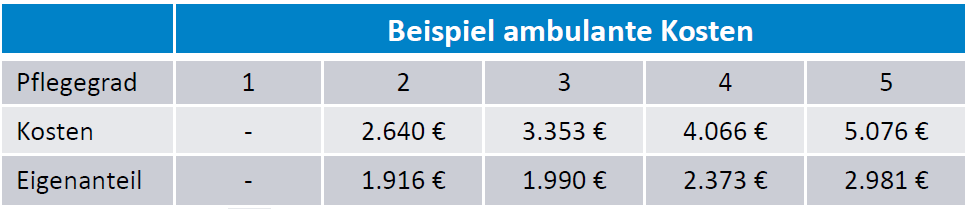 Beispiel ambulante Kosten
Pflegegrad 1 2 3 4 5
Kosten - 2.640 € 3.353 € 4.066 € 5.076 €
Eigenanteil - 1.916 € 1.990 € 2.373 € 2.981 €